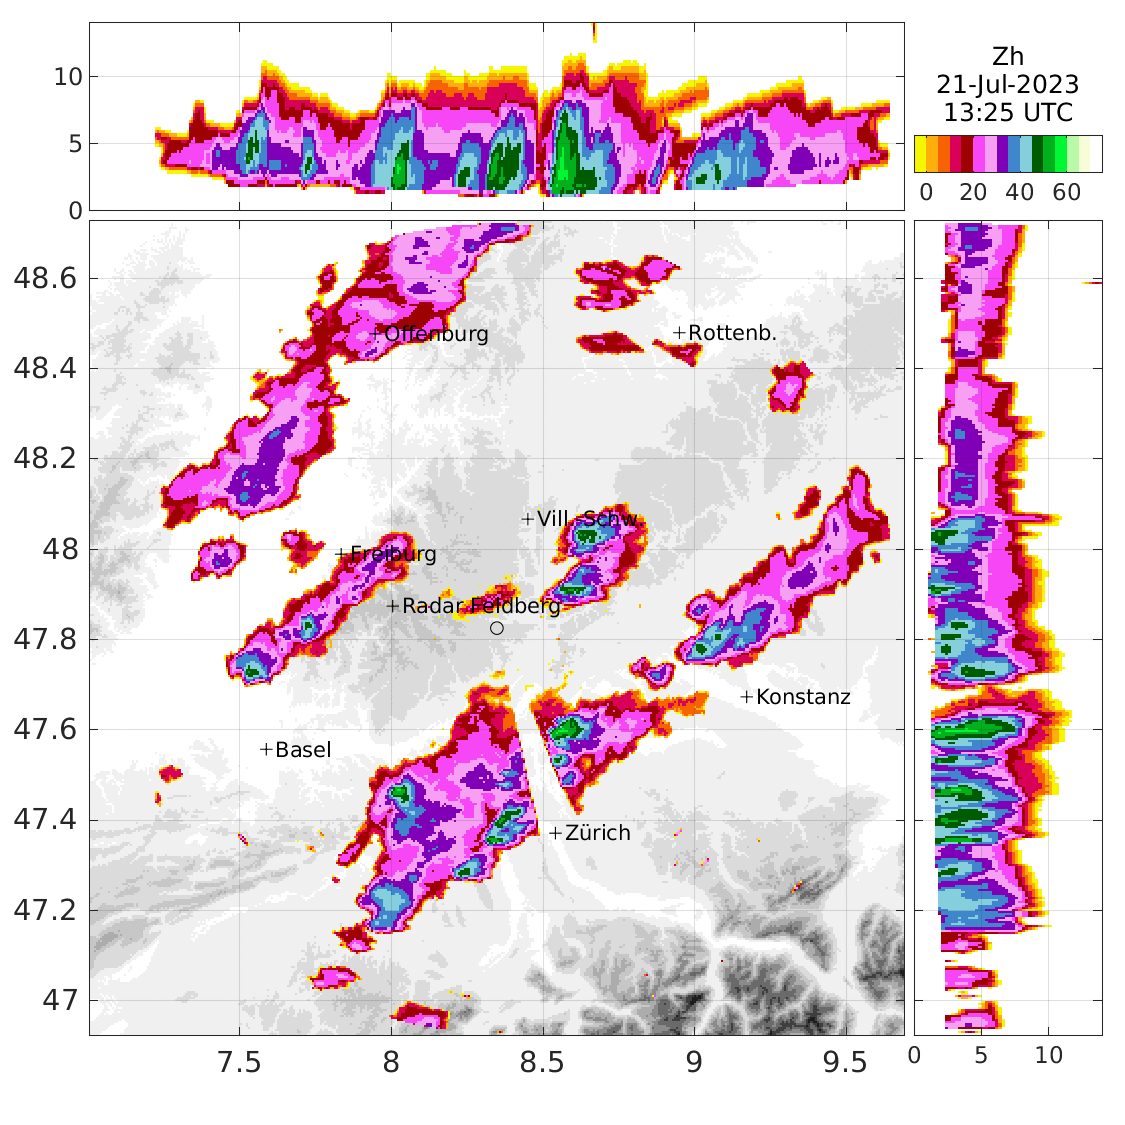 10
5
0
Zh
21-Jul-2023
13:25 UTC
0 20 40 60
48.6
48.4
48.2
48
47.8
47.6
47.4
47.2
47
+Offenburg
+Rottenb.
+Vill.-Schw.
+Freiburg
+Radar Feldberg
+Konstanz
+Basel
+Zürich
7.5 8 8.5 9 9.5
0 5 10